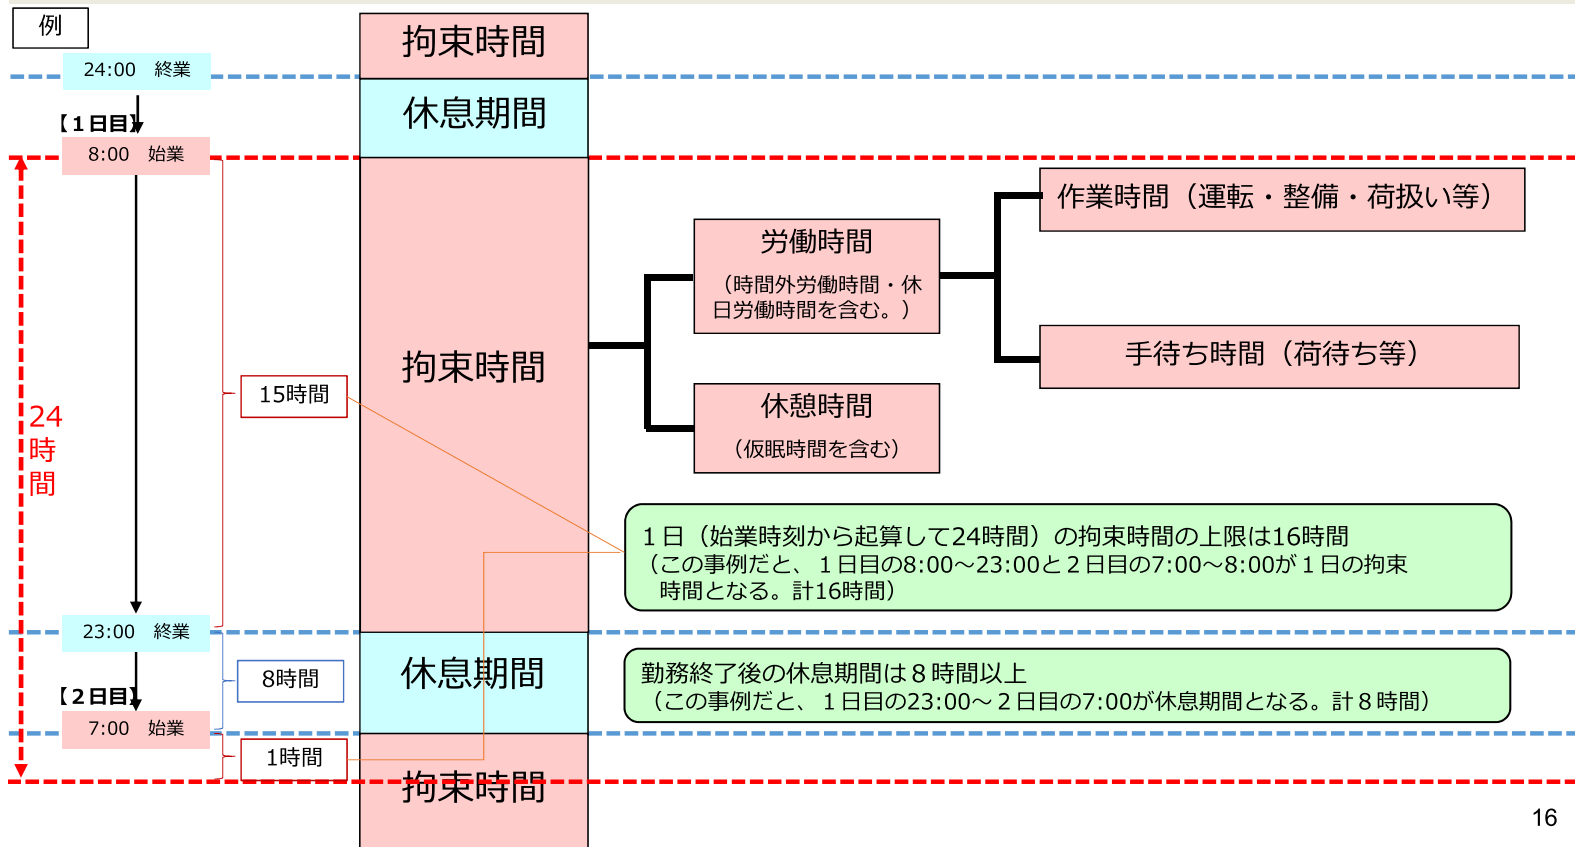 例
拘束時間
24:00　終業
休息期間
【１日目】
8:00　始業
作業時間（運転・整備・荷扱い等）
労働時間
（時間外労働時間・休
日労働時間を含む。）
手待ち時間（荷待ち等）
拘束時間
15時間
休憩時間
（仮眠時間を含む）
24
時
間
１日（始業時刻から起算して24時間）の拘束時間の上限は16時間
（この事例だと、１日目の8:00～23:00と２日目の7:00～8:00が１日の拘束
時間となる。計16時間）
23:00　終業
休息期間
8時間
勤務終了後の休息期間は８時間以上
（この事例だと、１日目の23:00～２日目の7:00が休息期間となる。計８時間）
【２日目】
7:00　始業
1時間
拘束時間
16